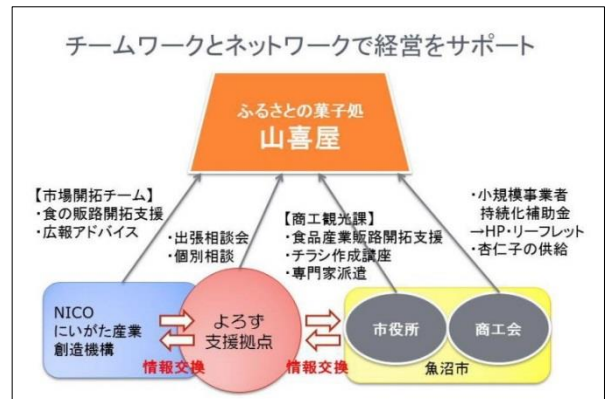 チームワークとネットワークで経営をサポート
ふるさとの菓子処
山喜屋
【市場開拓チーム】
・食の販路開拓支援
・広報アドバイス
・出張相談会
・個別相談
【商工観光課】
・食品産業販路開拓支援
・チラシ作成講座
・専門家派遣
・小規模事業者
持続化補助金
→HP・リーフレット
・杏仁子の供給
NICO
にいがた産業
創造機構
情報交換
よろず
支援拠点
情報交換
市役所
商工会
魚沼市